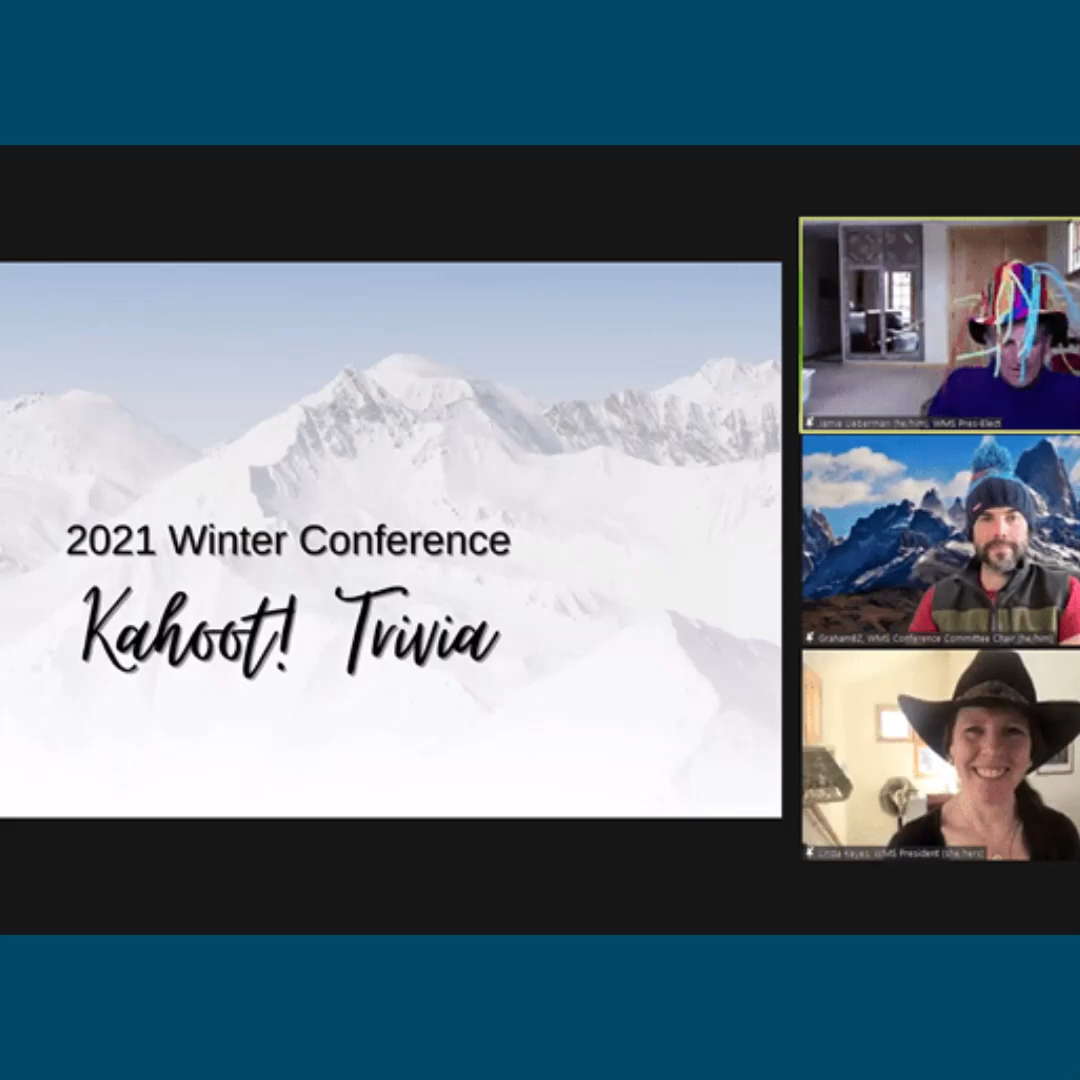 2021 Winter Conference
Kahoot! Trivia
Jamie Lieberman (he/him), WMS Pres-Elect
Graham82, WMS Conference Committee Chair (he/him)
Linda Keyes, WMS President (she/hers)